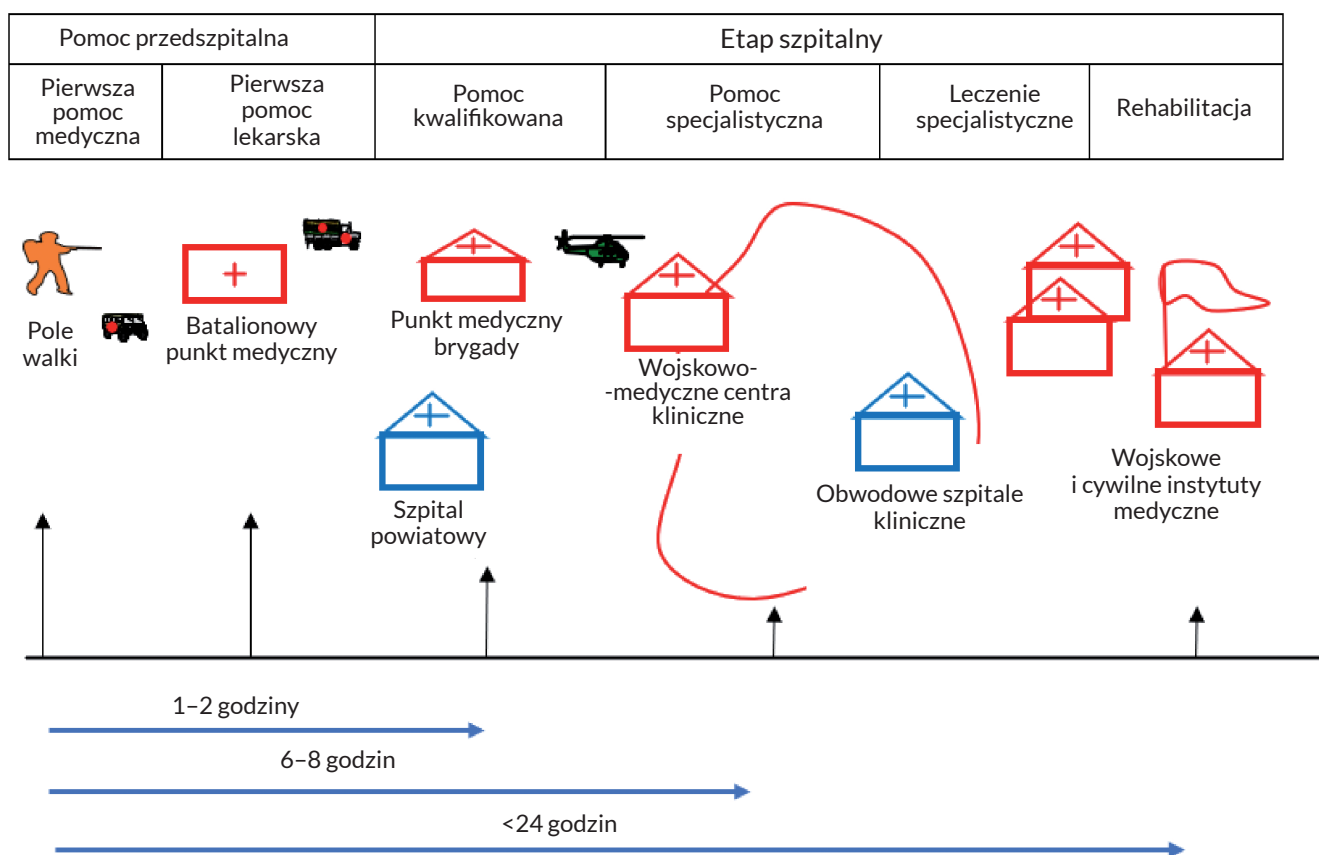 Pomoc przedszpitalna
Etap szpitalny
Pierwsza
pomoc
medyczna
Pierwsza
pomoc
lekarska
Pomoc
kwalifikowana
Pomoc
specjalistyczna
Leczenie
specjalistyczne
Rehabilitacja
Pole
walki
Batalionowy
punkt medyczny
Punkt medyczny
brygady
Wojskowo-
-medyczne centra
kliniczne
Szpital
powiatowy
Obwodowe szpitale
kliniczne
Wojskowe
i cywilne instytuty
medyczne
1–2 godziny
6–8 godzin
<24 godzin